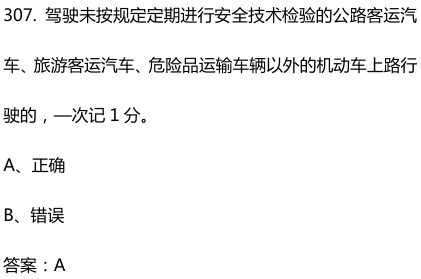 307. 驾驶未按规定定期进行安全技术检验的公路客运汽
车、旅游客运汽车、危险品运输车辆以外的机动车上路行
驶的，一次记 1 分。
A、正确
B、错误
答案：A